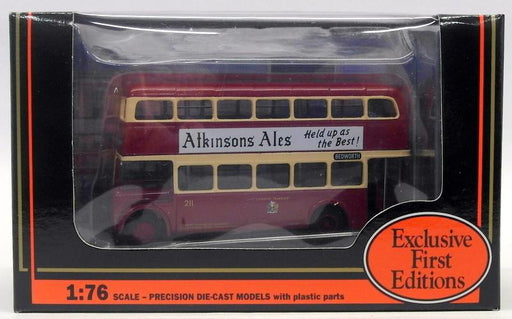 Atkinsons Ales
Held up as
the Best!
BEDWORTH
211
Exclusive
First
Editions
1:76 SCALE – PRECISION DIE-CAST MODELS with plastic parts